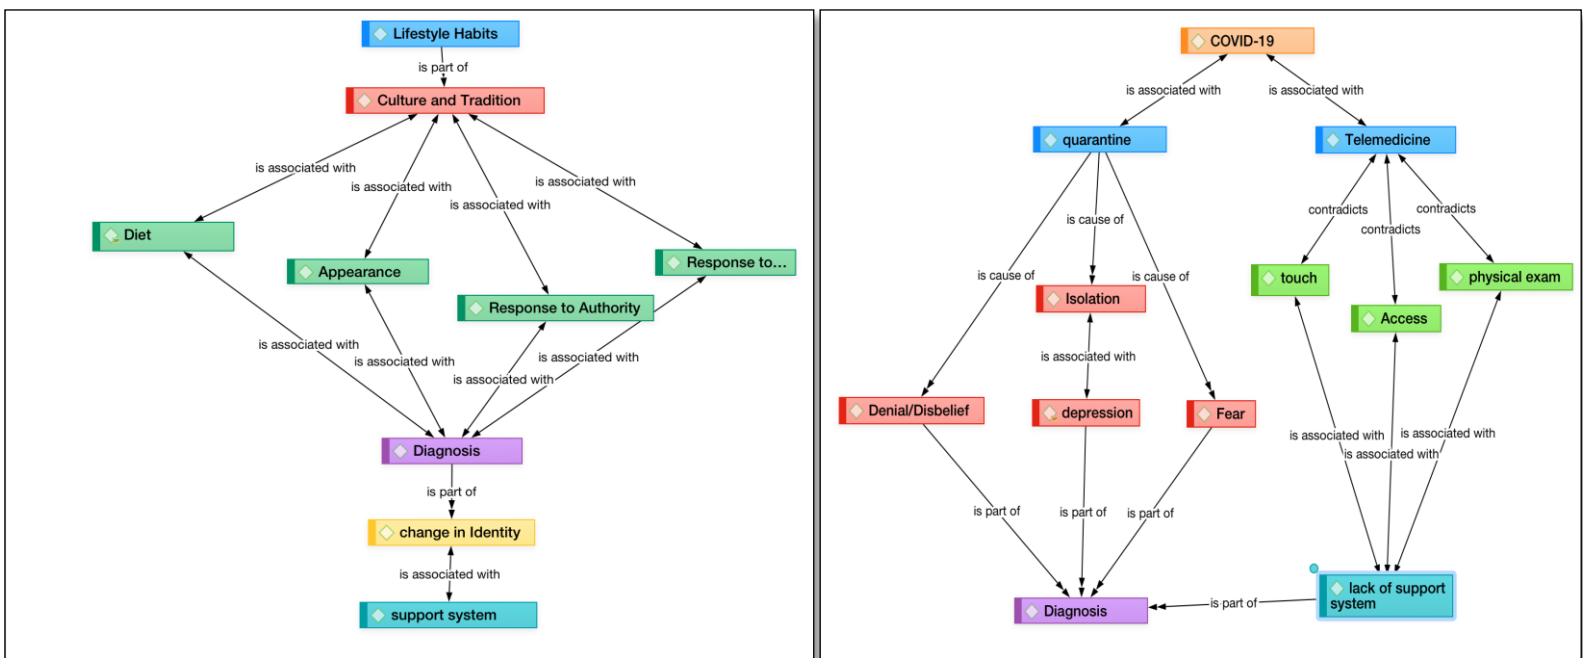 Lifestyle Habits
is part of
Culture and Tradition
is associated with
is associated with
is associated with
is associated with
Diet
Appearance
Response to Authority
Response to...
is associated with
is associated with
is associated with
is associated with
Diagnosis
is part of
change in Identity
is associated with
support system
COVID-19
is associated with
is associated with
quarantine
Telemedicine
is cause of
is cause of
is cause of
contradicts
contradicts
contradicts
touch
Access
physical exam
Isolation
is associated with
Denial/Disbelief
depression
Fear
is associated with
is associated with
is associated with
is part of
is part of
is part of
lack of support
system
is part of
Diagnosis